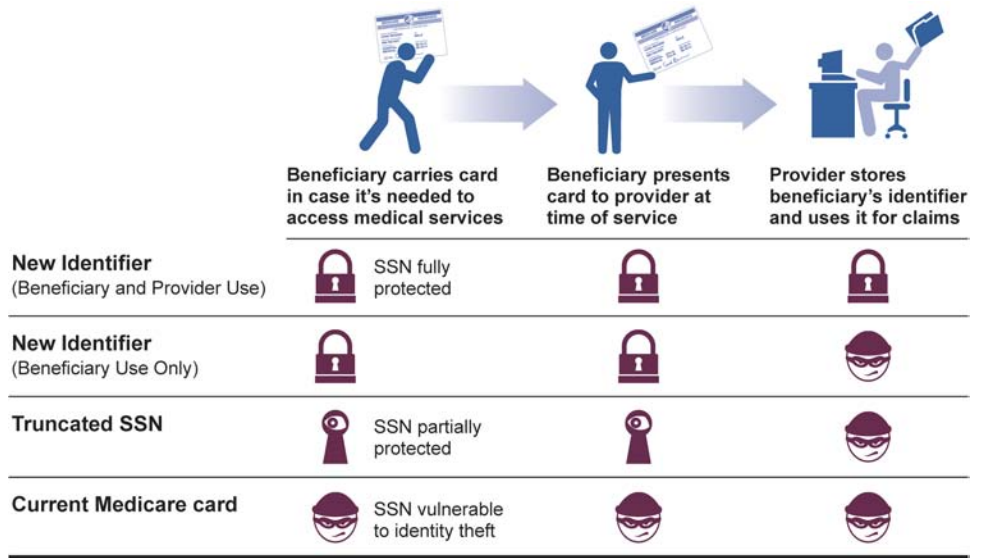 Beneficiary carries card
in case it's needed to
access medical services
Beneficiary presents
card to provider at
time of service
Provider stores
beneficiary's identifier
and uses it for claims
New Identifier
(Beneficiary and Provider Use)
SSN fully
protected
New Identifier
(Beneficiary Use Only)
Truncated SSN
SSN partially
protected
Current Medicare card
SSN vulnerable
to identity theft